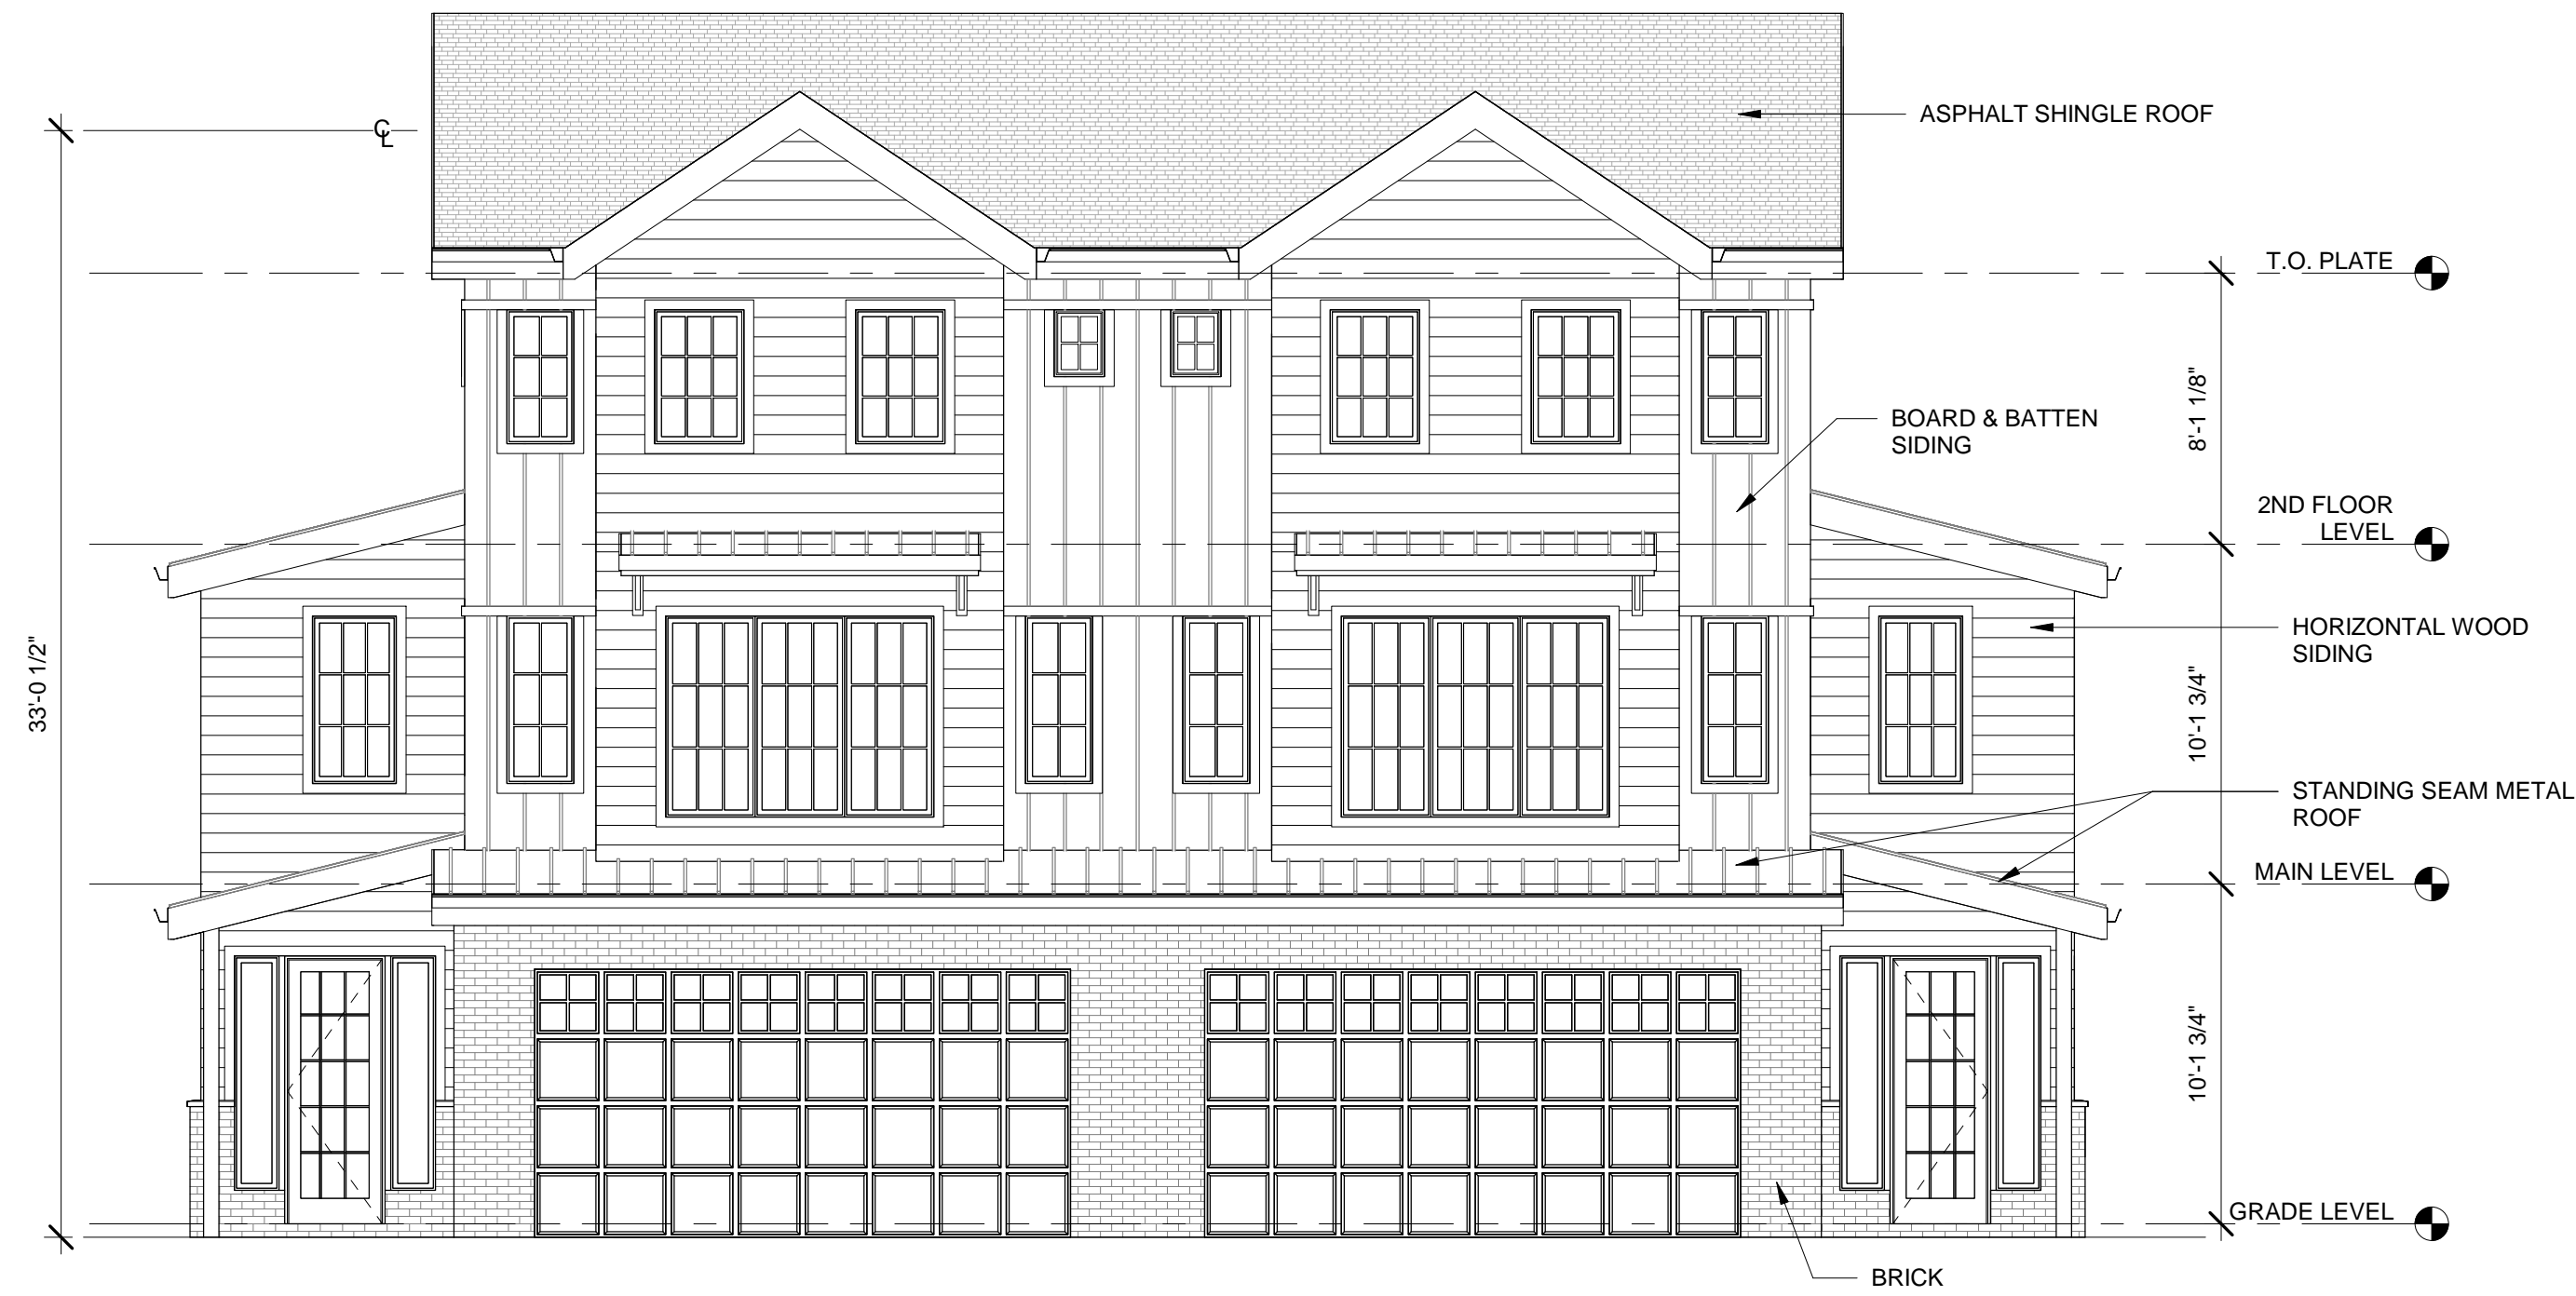 ℄
ASPHALT SHINGLE ROOF
T.O. PLATE
8'-1 1/8"
BOARD & BATTEN
SIDING
2ND FLOOR
LEVEL
33'-0 1/2"
HORIZONTAL WOOD
SIDING
10'-1 3/4"
STANDING SEAM METAL
ROOF
MAIN LEVEL
10'-1 3/4"
GRADE LEVEL
BRICK